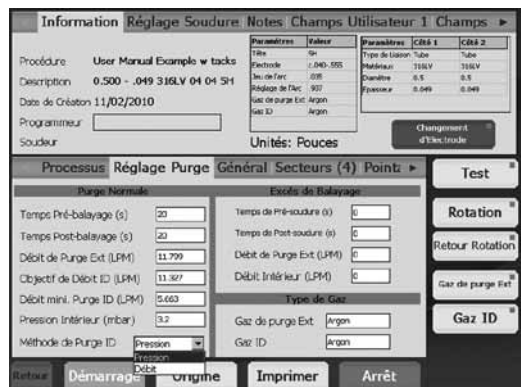 Information Réglage Soudure Notes Champs Utilisateur 1 Champs
Procédure User Manual Example w tacks
Description 0.500 - .049 316LV 04 04 SH
Date de Création 11/02/2010
Programmeur
Soudeur
Paramètres Valeur
Tête SH
Electrode c.040-.555
Jeu de l'arc .035
Réglage de l'Arc .907
Gaz de purge Ext Argon
Gaz ID Argon
Unités: Pouces
Paramètres Côté 1 Côté 2
Type de Liaison Tube Tube
Matériaux 316LV 316LV
Diamètre 0.5 0.5
Epaisseur 0.049 0.049
Changement
d'Electrode
Processus Réglage Purge Général Secteurs (4) Pointa
Purge Normale
Temps Pré-balayage (s) 20
Temps Post-balayage (s) 20
Débit de Purge Ext (LPM) 11.799
Objectif de Débit ID (LPM) 11.327
Débit mini. Purge ID (LPM) 5.663
Pression Intérieur (mbar) 3.2
Méthode de Purge ID Pression
Pression
Débit
Excés de Balayage
Temps de Pré-soudure (s) 0
Temps de Post-soudure (s) 0
Débit de Purge Ext (LPM) 0
Débit Intérieur (LPM) 0
Type de Gaz
Gaz de purge Ext Argon
Gaz ID Argon
Test
Rotation
Retour Rotation
Gaz de purge Ext
Gaz ID
Retour Démarrage Origine Imprimer Arrêt